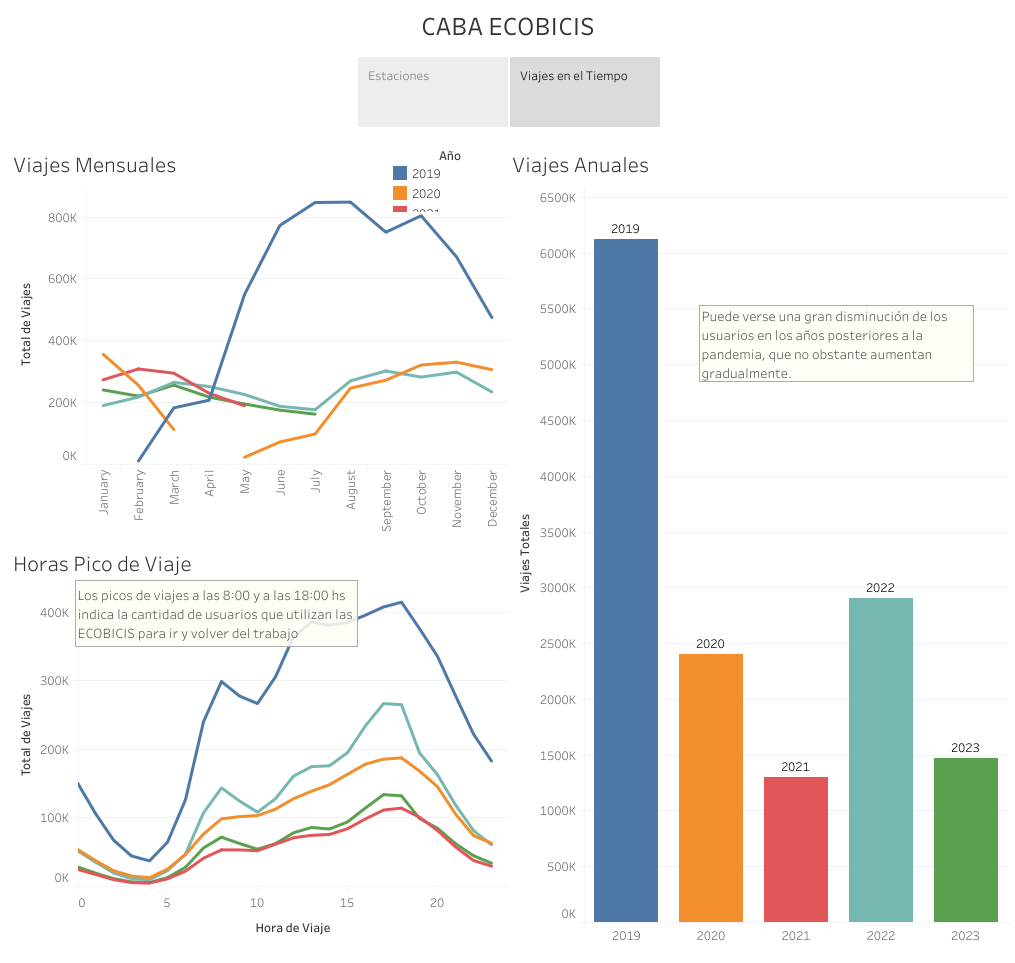 CABA ECOBICIS
Estaciones
Viajes en el Tiempo
Viajes Mensuales
Año
2019
2020
2021
800K
600K
400K
200K
0K
Total de Viajes
January
February
March
April
May
June
July
August
September
October
November
December
Horas Pico de Viaje
Los picos de viajes a las 8:00 y a las 18:00 hs
indica la cantidad de usuarios que utilizan las
ECOBICIS para ir y volver del trabajo
400K
300K
200K
100K
0K
Total de Viajes
0
5
10
15
20
Hora de Viaje
Viajes Anuales
6500K
6000K
5500K
5000K
4500K
4000K
3500K
3000K
2500K
2000K
1500K
1000K
500K
0K
Viajes Totales
2019
2020
2021
2022
2023
Puede verse una gran disminución de los
usuarios en los años posteriores a la
pandemia, que no obstante aumentan
gradualmente.
2019
2020
2021
2022
2023